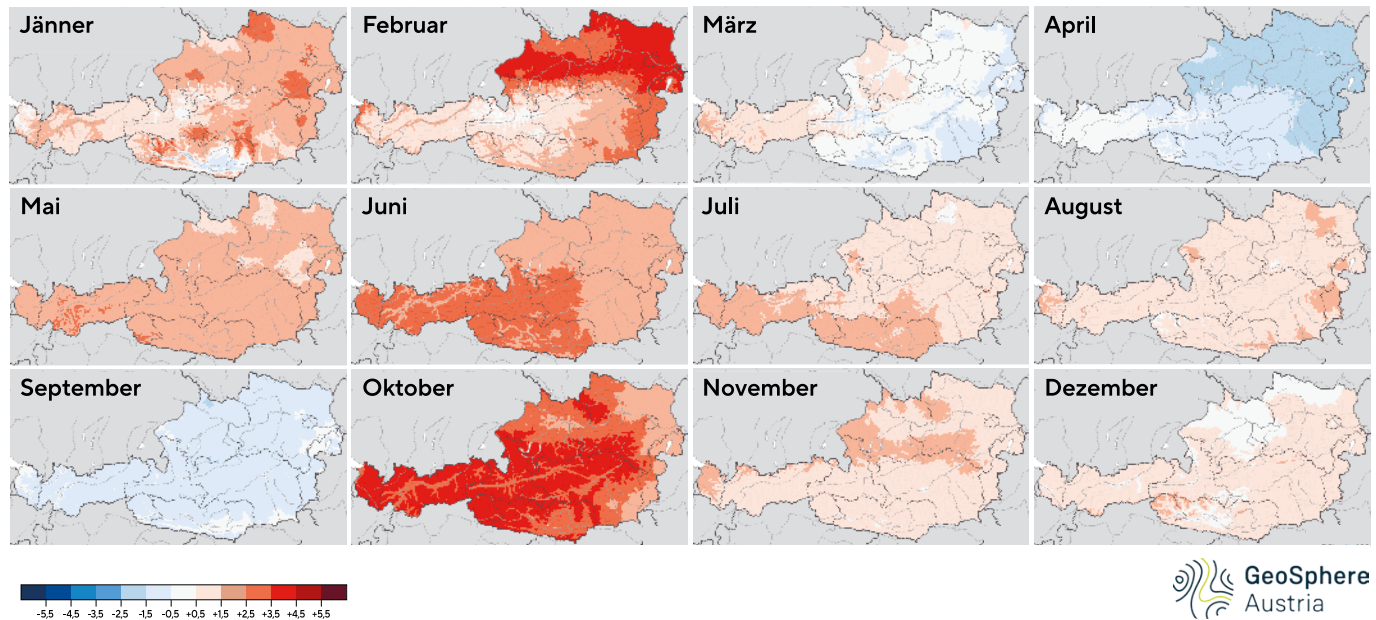 Jänner
Februar
März
April
Mai
Juni
Juli
August
September
Oktober
November
Dezember
-5,5 -4,5 -3,5 -2,5 -1,5 -0,5 +0,5 +1,5 +2,5 +3,5 +4,5 +5,5
GeoSphere
Austria